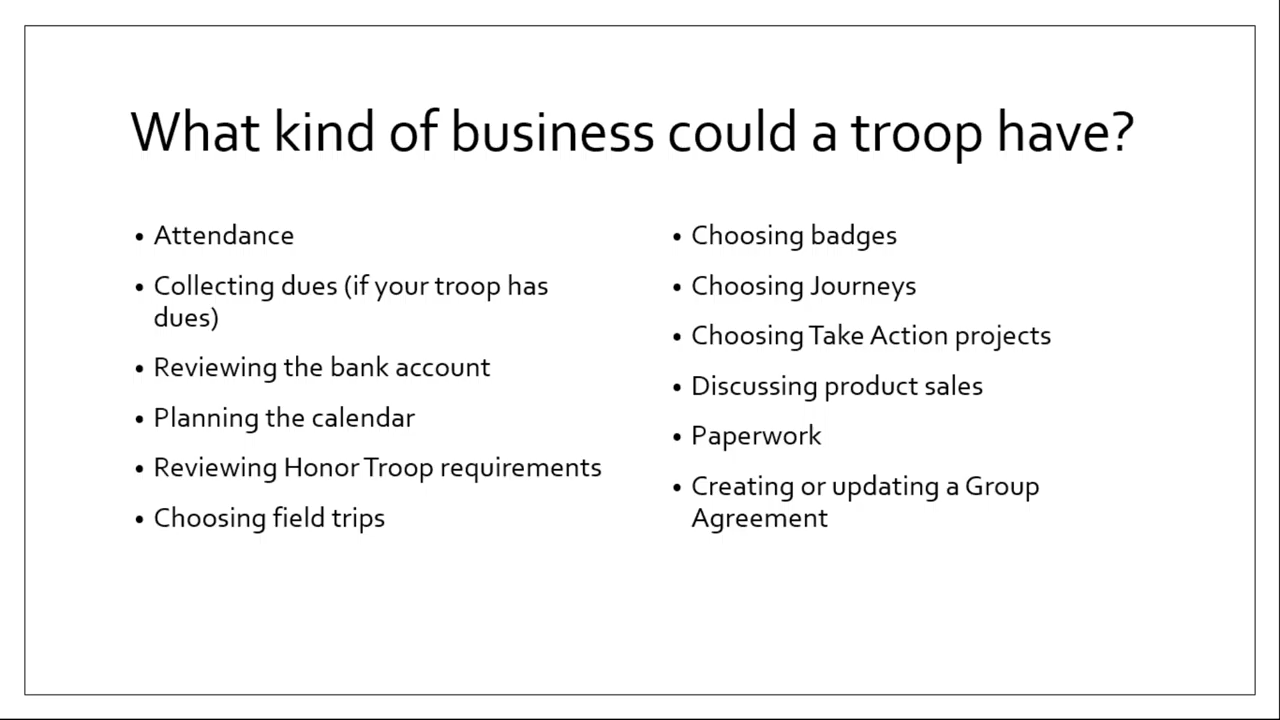 What kind of business could a troop have?
• Attendance
• Collecting dues (if your troop has
dues)
• Reviewing the bank account
• Planning the calendar
• Reviewing Honor Troop requirements
• Choosing field trips
• Choosing badges
• Choosing Journeys
• Choosing Take Action projects
• Discussing product sales
• Paperwork
• Creating or updating a Group
Agreement